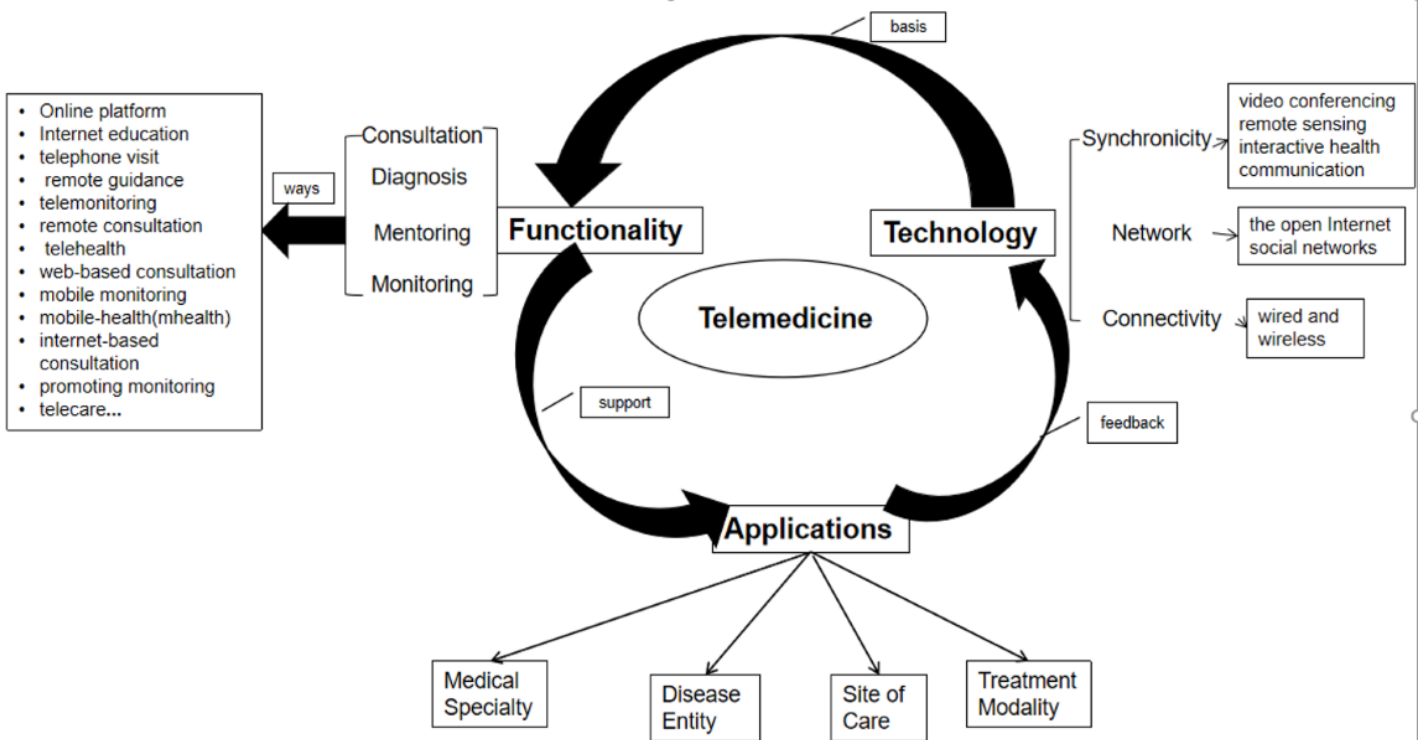 basis
• Online platform
• Internet education
• telephone visit
• remote guidance
• telemonitoring
• remote consultation
• telehealth
• web-based consultation
• mobile monitoring
• mobile-health(mhealth)
• internet-based
consultation
• promoting monitoring
• telecare...
ways
Consultation
Diagnosis
Mentoring
Monitoring
Functionality
Technology
Telemedicine
Synchronicity
video conferencing
remote sensing
interactive health
communication
Network
the open Internet
social networks
Connectivity
wired and
wireless
support
feedback
Applications
Medical
Specialty
Disease
Entity
Site of
Care
Treatment
Modality